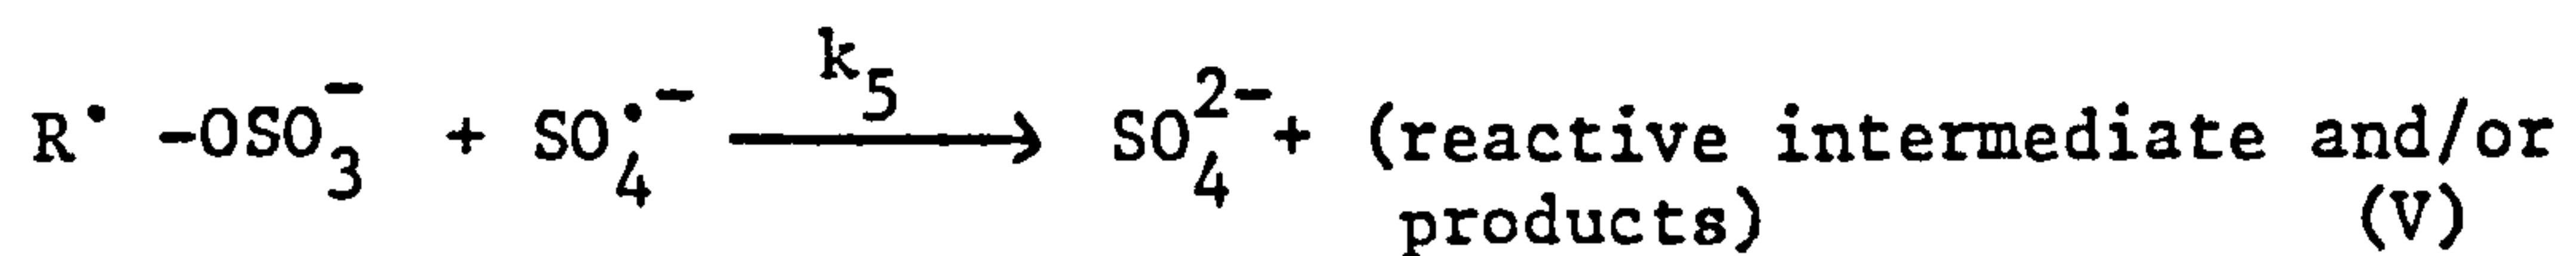 k₅
R˙ -OSO₃⁻ + SO₄˙⁻ ⟶ SO₄²⁻ + (reactive intermediate and/or
products) (V)